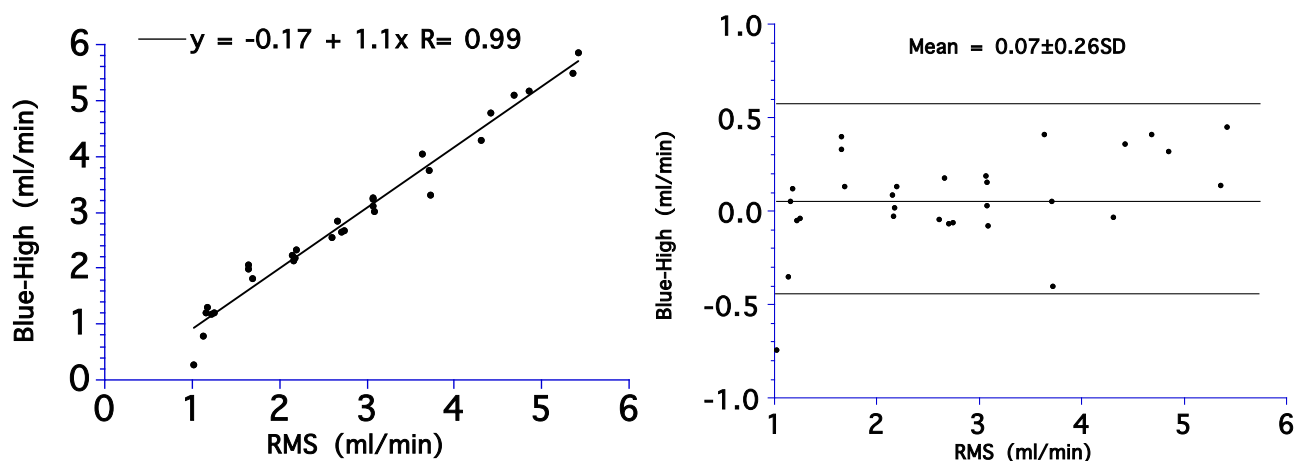 y = -0.17 + 1.1x R= 0.99
Blue-High (ml/min)
6
5
4
3
2
1
0
0 1 2 3 4 5 6
RMS (ml/min)
Mean = 0.07±0.26SD
Blue-High (ml/min)
1.0
0.5
0.0
-0.5
-1.0
1 2 3 4 5 6
RMS (ml/min)